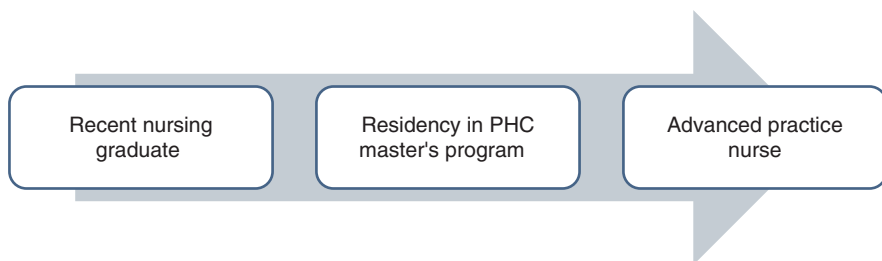 Recent nursing
graduate
Residency in PHC
master's program
Advanced practice
nurse